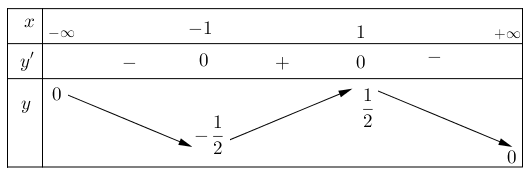 x −∞ −1 1 +∞
y′ − 0 + 0 −
y 0 −1/2 1/2 0